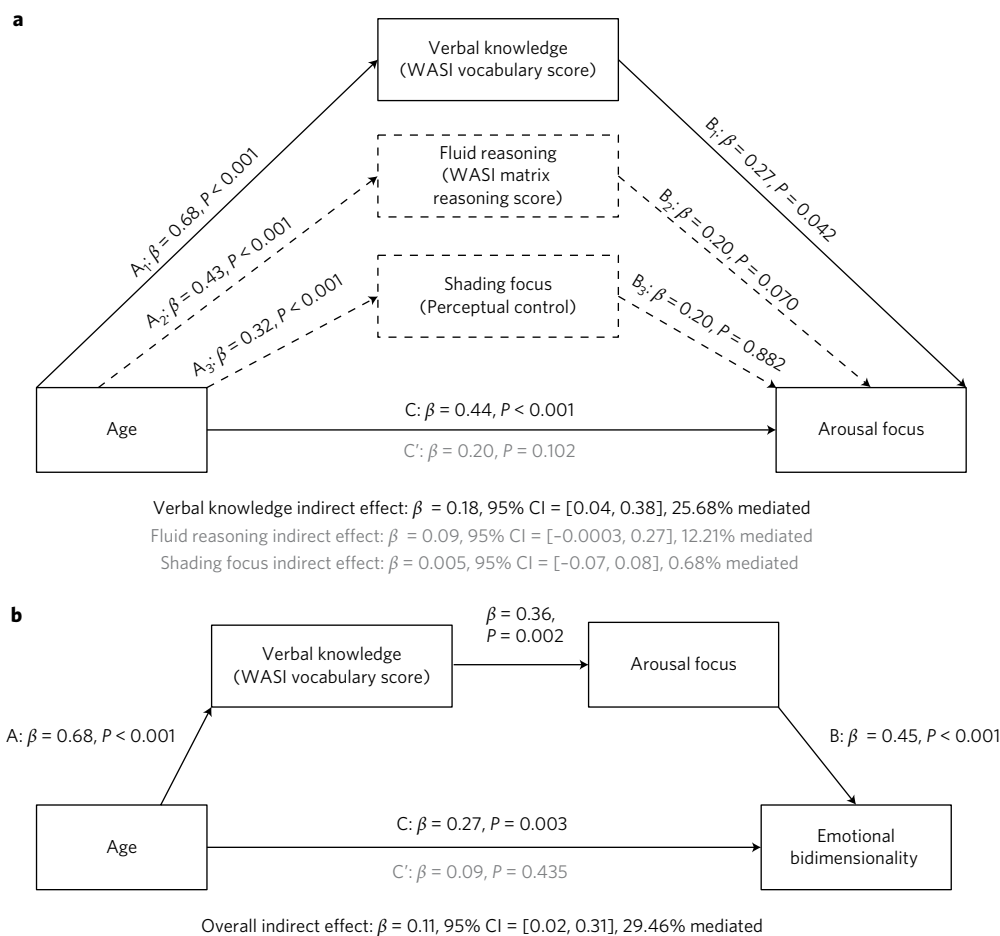 a
Verbal knowledge
(WASI vocabulary score)
Fluid reasoning
(WASI matrix
reasoning score)
Shading focus
(Perceptual control)
A1: β = 0.68, P < 0.001
A2: β = 0.43, P < 0.001
A3: β = 0.32, P < 0.001
B1: β = 0.27, P = 0.042
B2: β = 0.20, P = 0.070
B3: β = 0.20, P = 0.882
Age
C: β = 0.44, P < 0.001
C': β = 0.20, P = 0.102
Arousal focus
Verbal knowledge indirect effect: β = 0.18, 95% CI = [0.04, 0.38], 25.68% mediated
Fluid reasoning indirect effect: β = 0.09, 95% CI = [−0.0003, 0.27], 12.21% mediated
Shading focus indirect effect: β = 0.005, 95% CI = [−0.07, 0.08], 0.68% mediated
b
Verbal knowledge
(WASI vocabulary score)
β = 0.36,
P = 0.002
Arousal focus
A: β = 0.68, P < 0.001
B: β = 0.45, P < 0.001
Age
C: β = 0.27, P = 0.003
C': β = 0.09, P = 0.435
Emotional
bidimensionality
Overall indirect effect: β = 0.11, 95% CI = [0.02, 0.31], 29.46% mediated